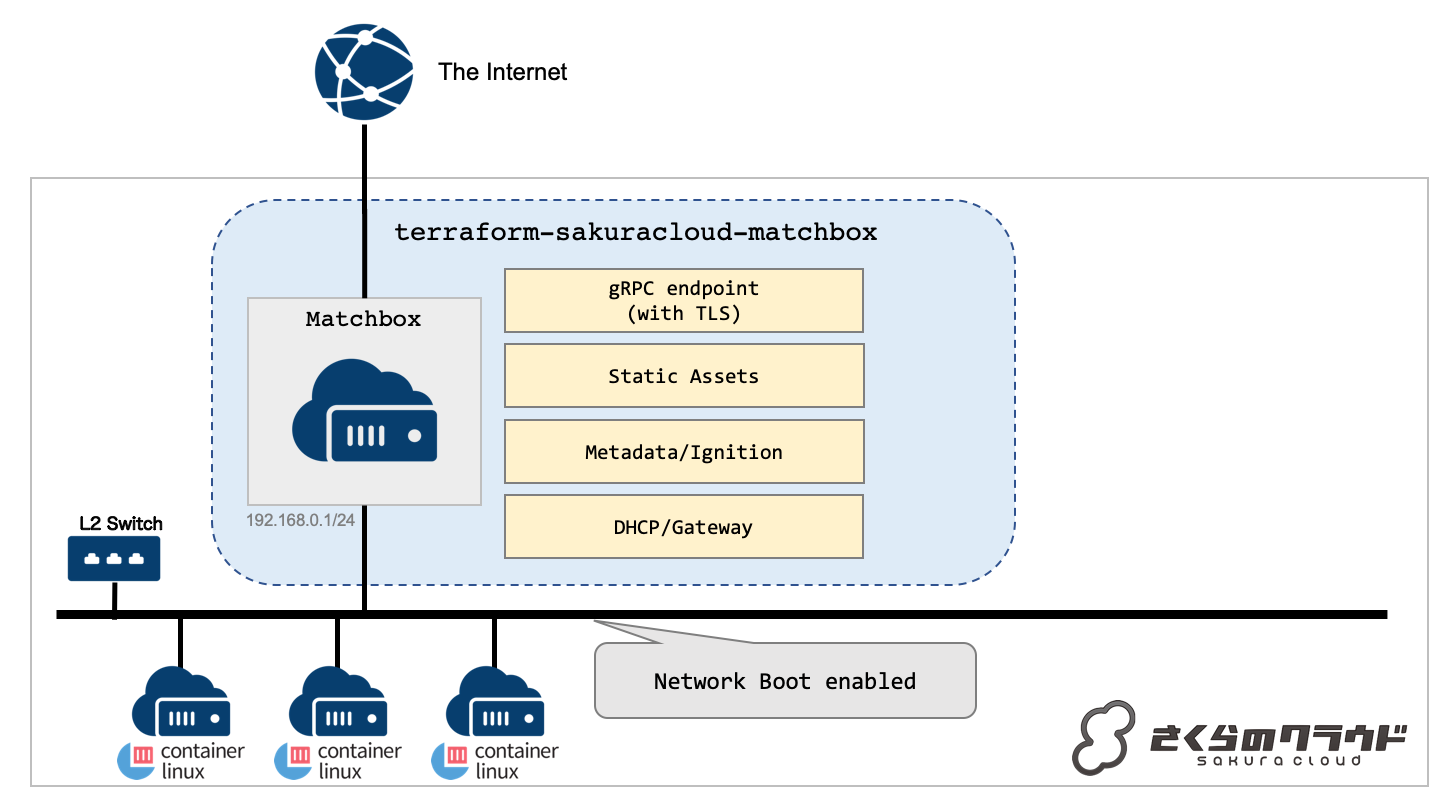 The Internet
terraform-sakuracloud-matchbox
Matchbox
gRPC endpoint
(with TLS)
Static Assets
Metadata/Ignition
DHCP/Gateway
192.168.0.1/24
L2 Switch
Network Boot enabled
container
linux
container
linux
container
linux
さくらのクラウド
SAKURA CLOUD